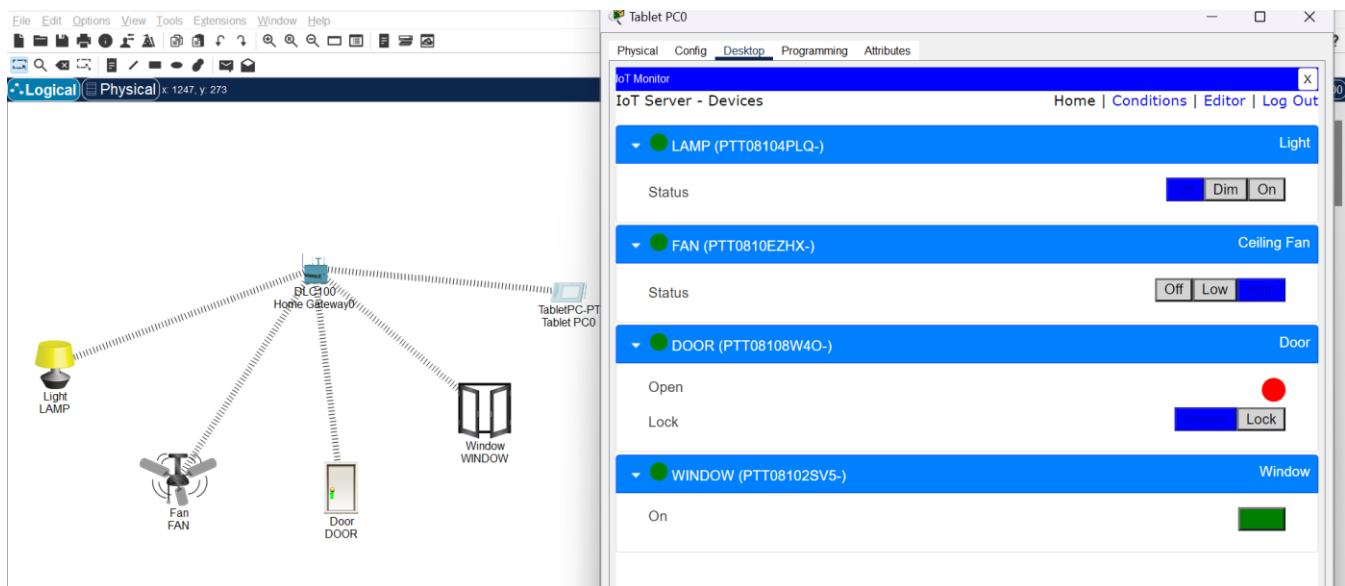 File Edit Options View Tools Extensions Window Help
Logical Physical x: 1247, y: 273
DLC100
Home Gateway0
TabletPC-PT
Tablet PC0
Light
LAMP
Window
WINDOW
Fan
FAN
Door
DOOR
Tablet PC0
Physical Config Desktop Programming Attributes
IoT Monitor X
IoT Server - Devices Home | Conditions | Editor | Log Out
LAMP (PTT08104PLQ-) Light
Status Dim On
FAN (PTT0810EZHX-) Ceiling Fan
Status Off Low
DOOR (PTT08108W4O-) Door
Open
Lock Lock
WINDOW (PTT08102SV5-) Window
On